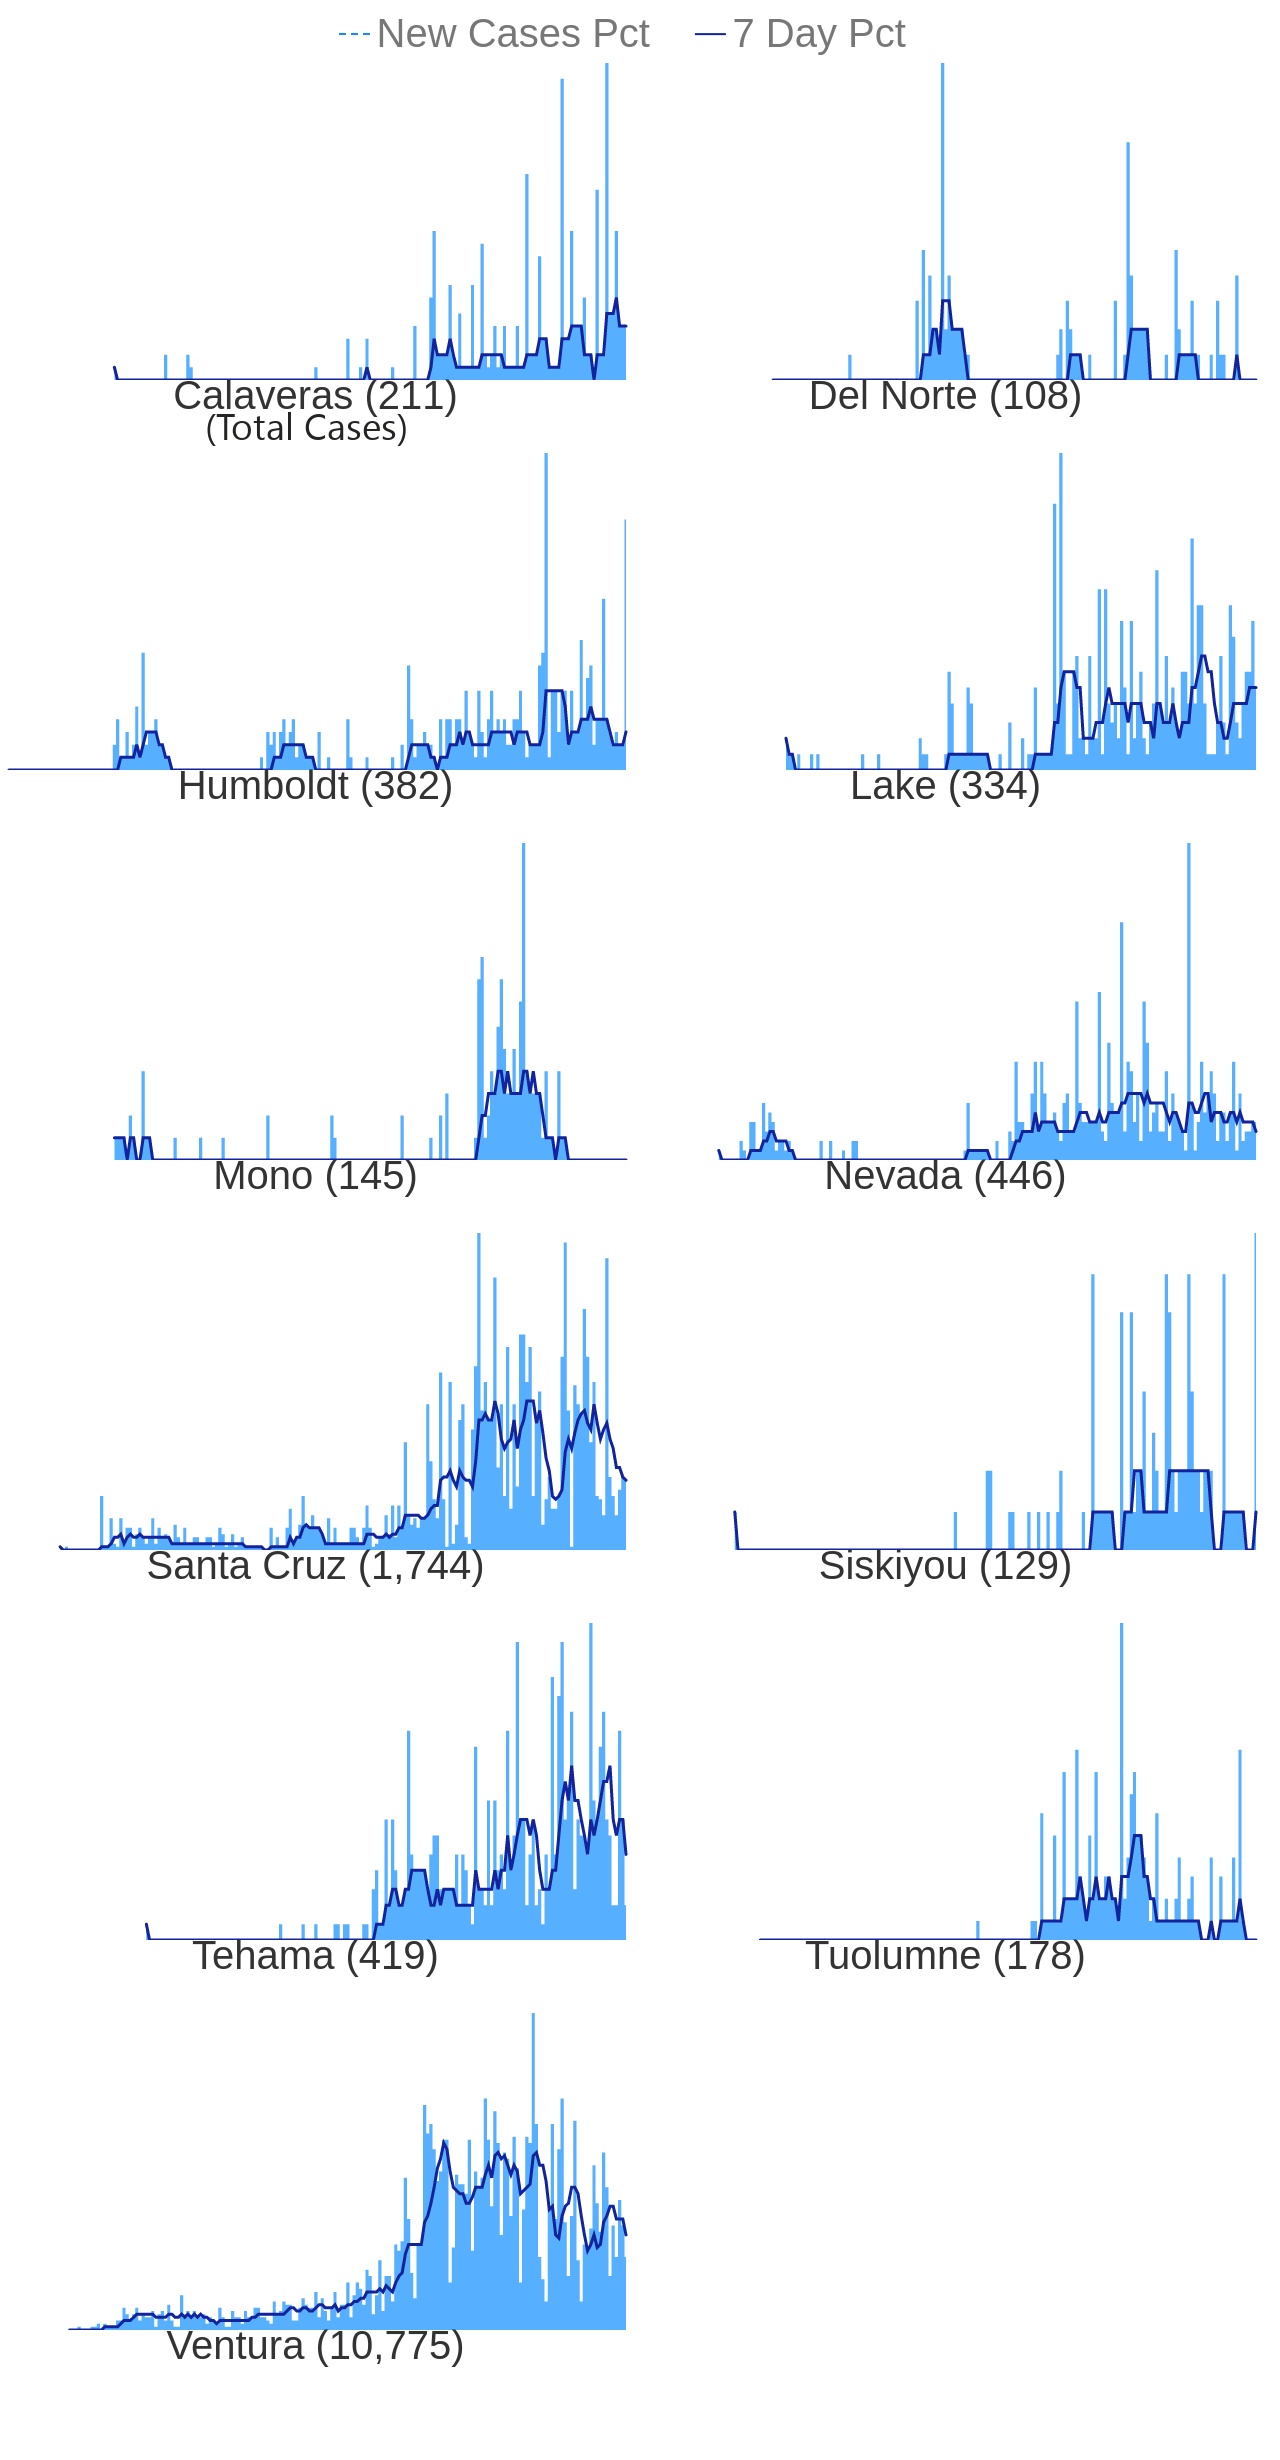 New Cases Pct 7 Day Pct
Calaveras (211) Del Norte (108)
(Total Cases)
Humboldt (382) Lake (334)
Mono (145) Nevada (446)
Santa Cruz (1,744) Siskiyou (129)
Tehama (419) Tuolumne (178)
Ventura (10,775)